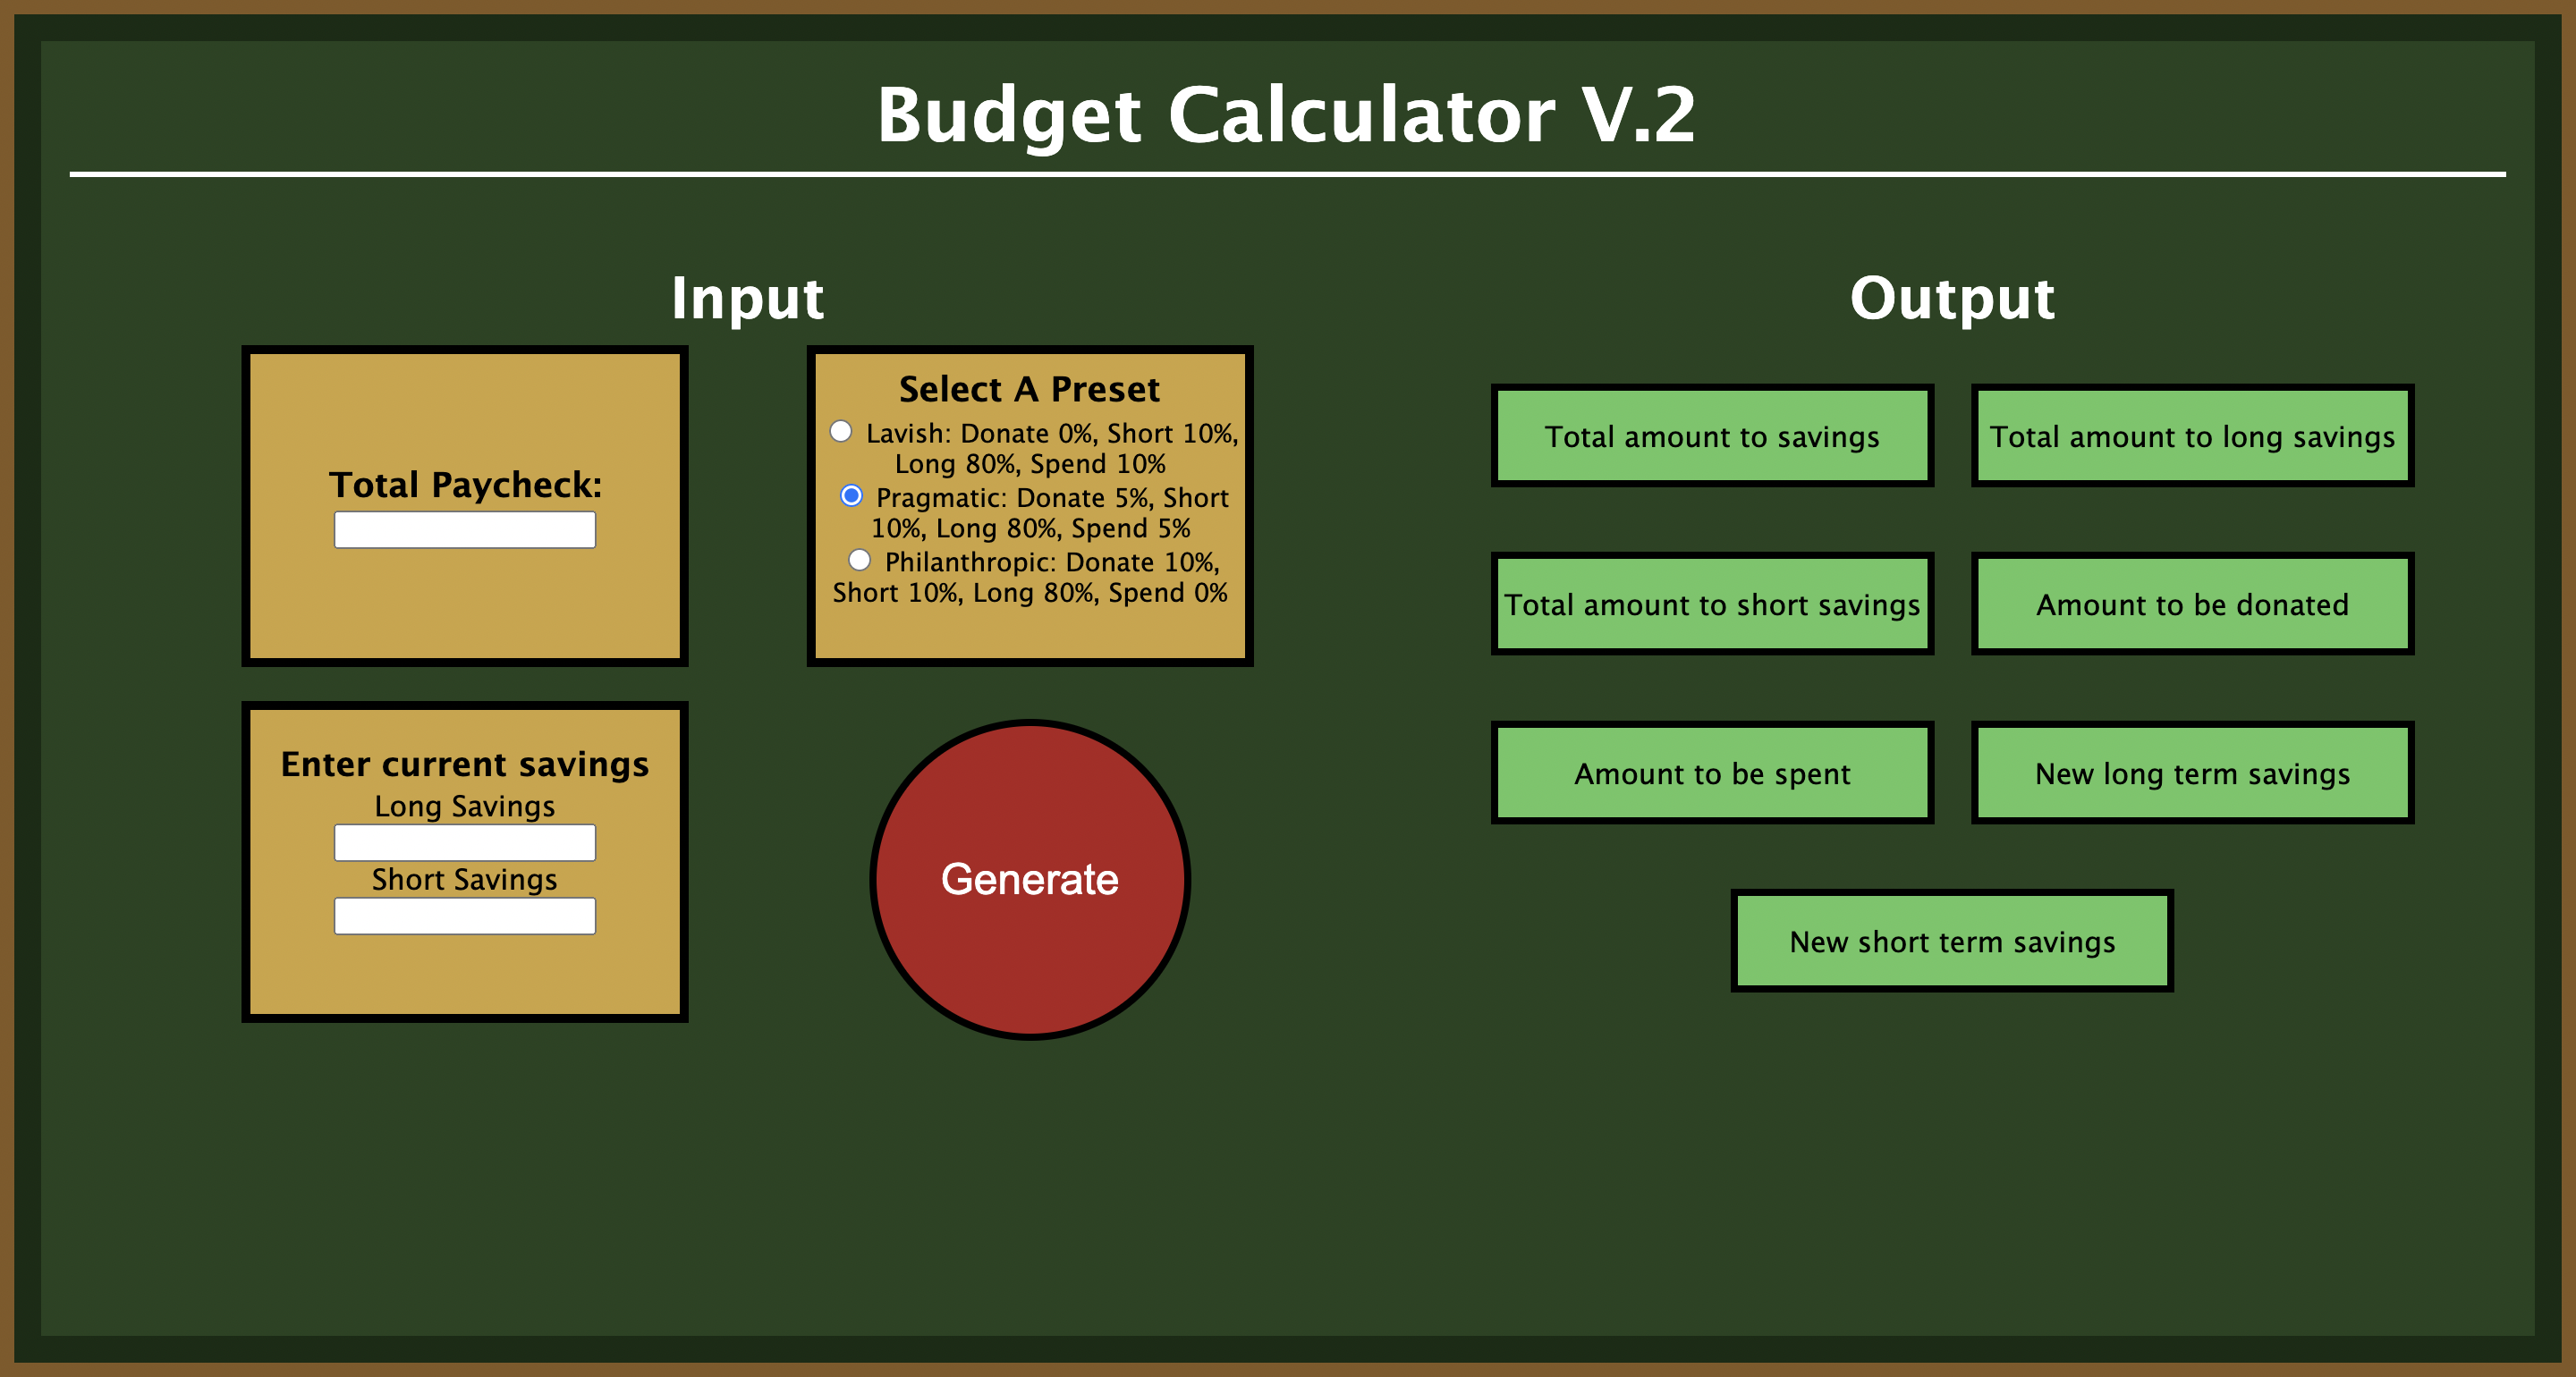 Budget Calculator V.2
Input
Total Paycheck:
Select A Preset
Lavish: Donate 0%, Short 10%,
Long 80%, Spend 10%
Pragmatic: Donate 5%, Short
10%, Long 80%, Spend 5%
Philanthropic: Donate 10%,
Short 10%, Long 80%, Spend 0%
Enter current savings
Long Savings
Short Savings
Generate
Output
Total amount to savings
Total amount to long savings
Total amount to short savings
Amount to be donated
Amount to be spent
New long term savings
New short term savings